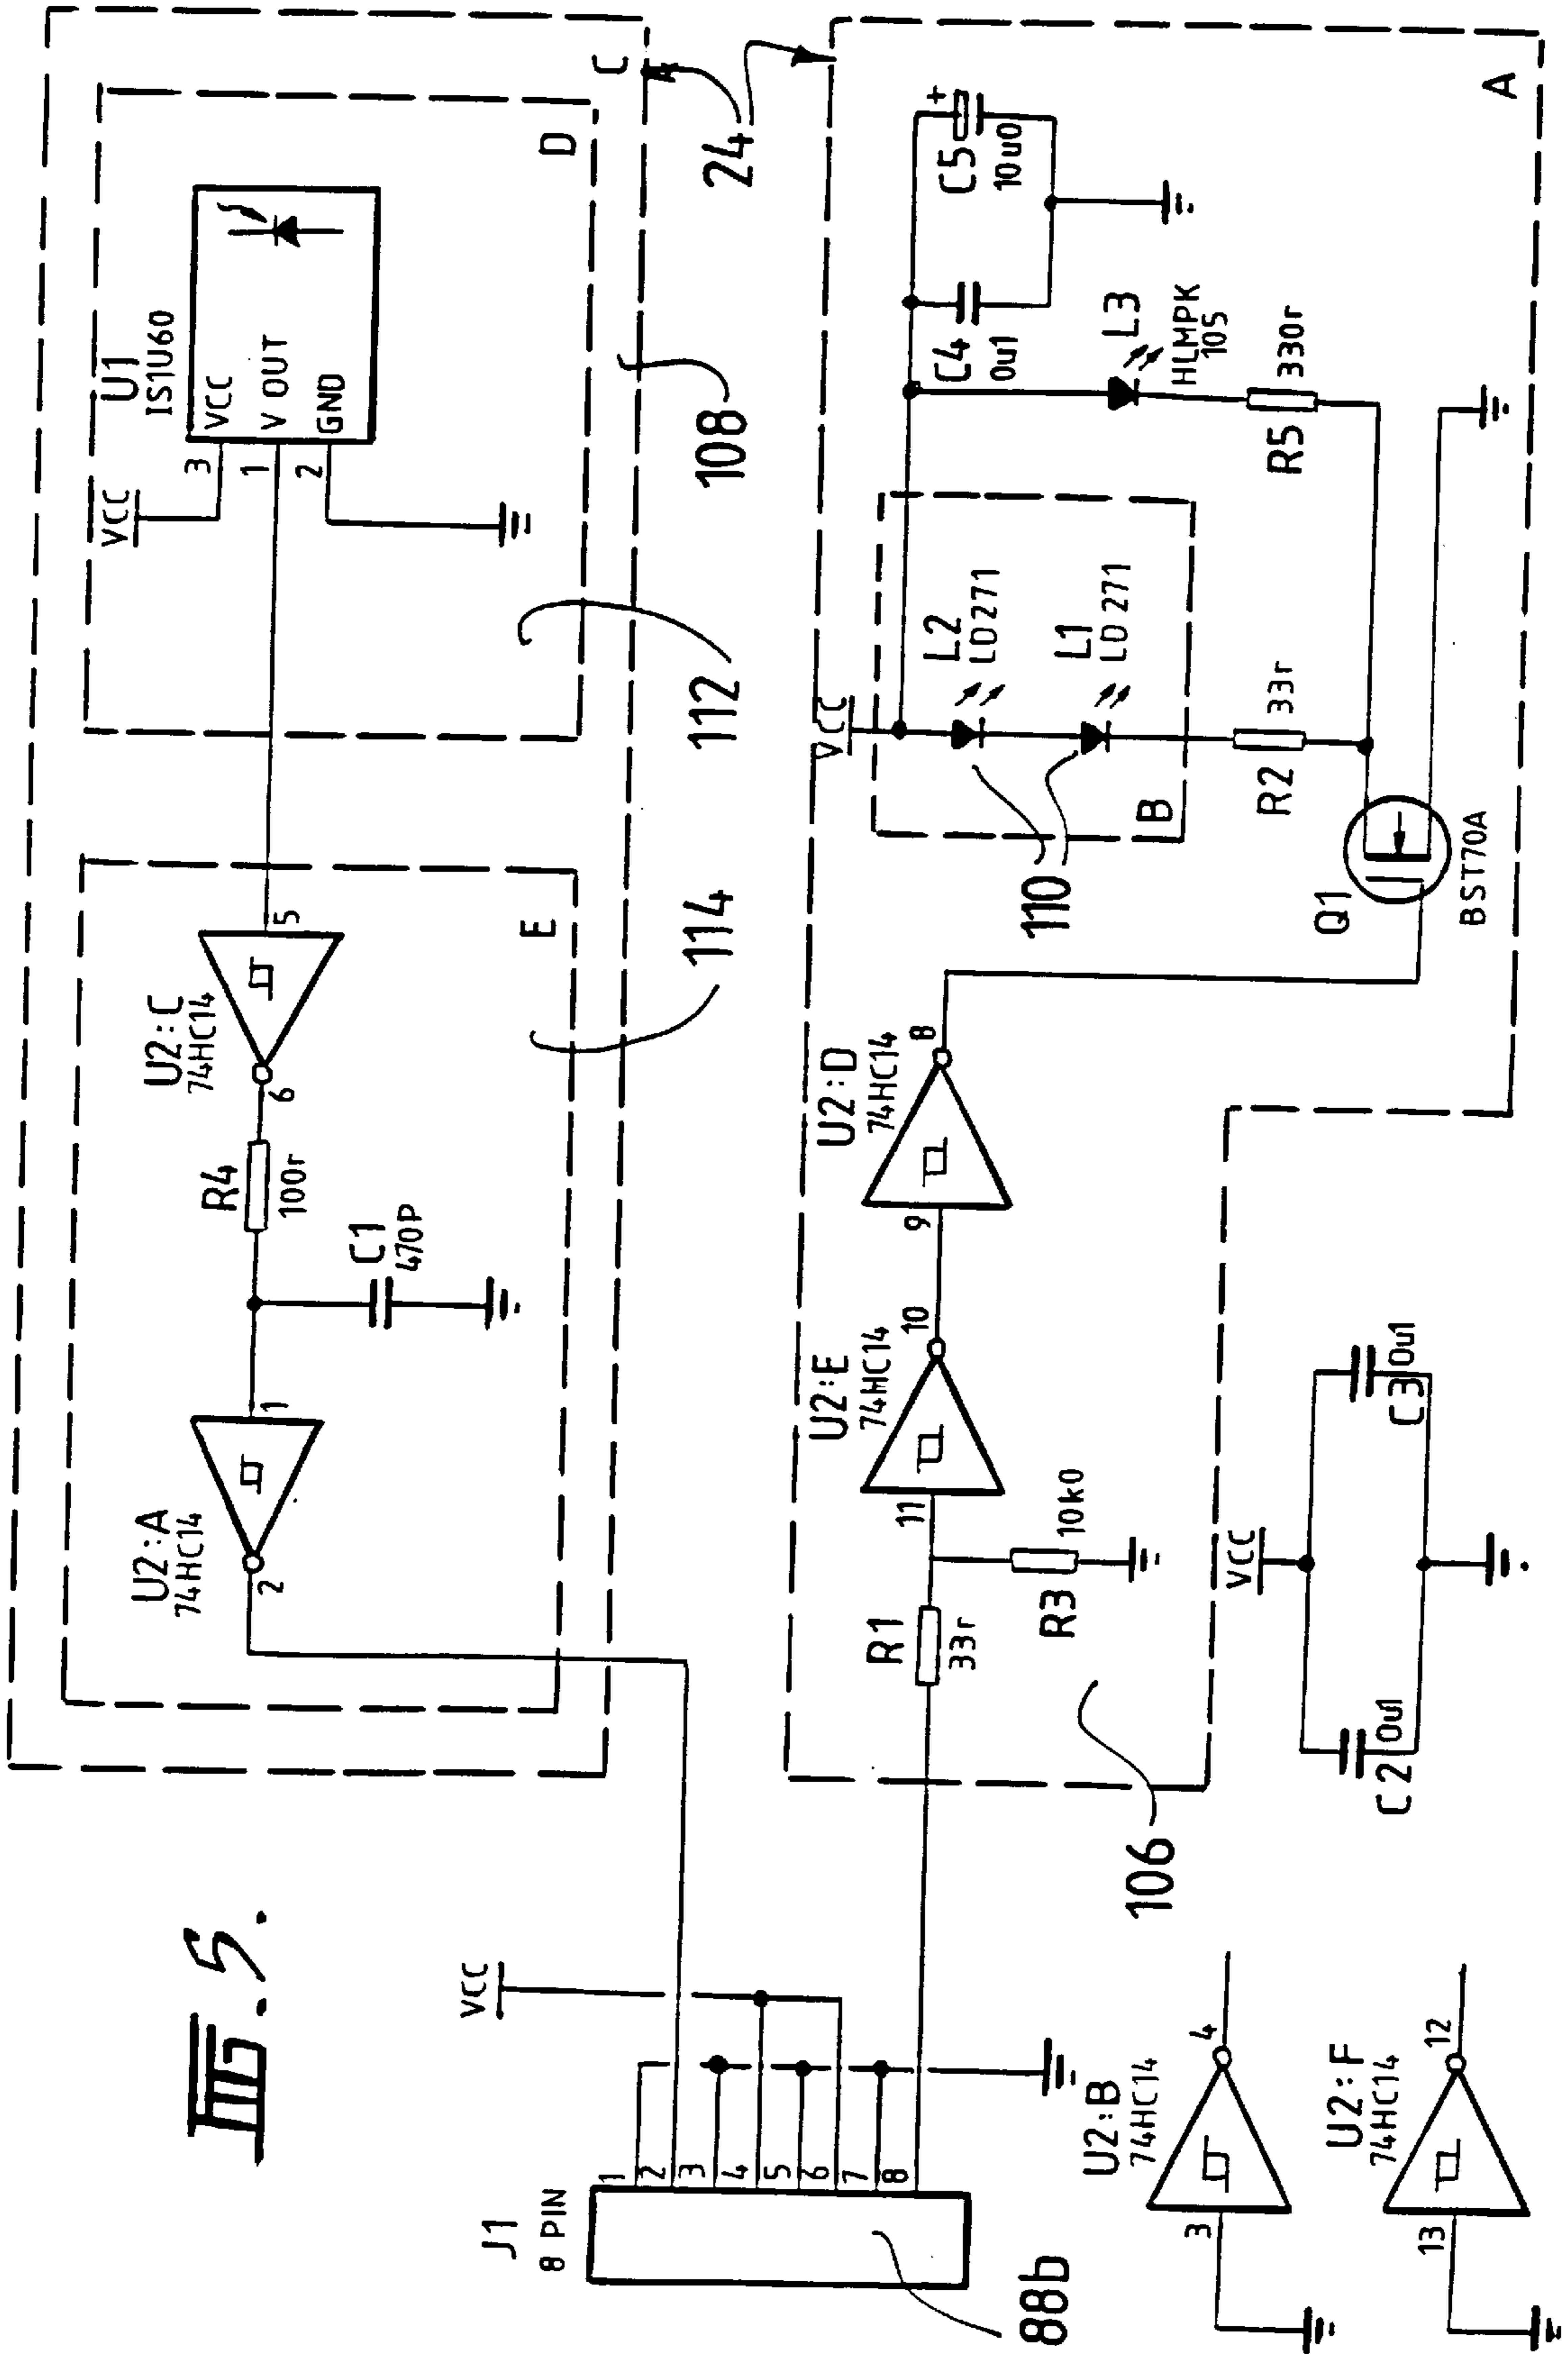 FIG. 5.
J1
8 PIN
1
2
3
4
5
6
7
8
88b
VCC
U2:A
74HC14
2
1
R4
100r
C1
470P
U2:C
74HC14
6
5
E
114
U1
IS1U60
VCC
V OUT
GND
3
1
2
VCC
D
112
C
108
24
R1
33r
R3
10k0
11
U2:E
74HC14
10
9
U2:D
74HC14
8
106
VCC
L2
LD271
L1
LD271
B
110
R2
33r
Q1
BST70A
C4
0u1
C5
+
10u0
L3
HLMPK
105
R5
330r
A
VCC
C2
0u1
C3
0u1
U2:B
74HC14
3
4
U2:F
74HC14
13
12